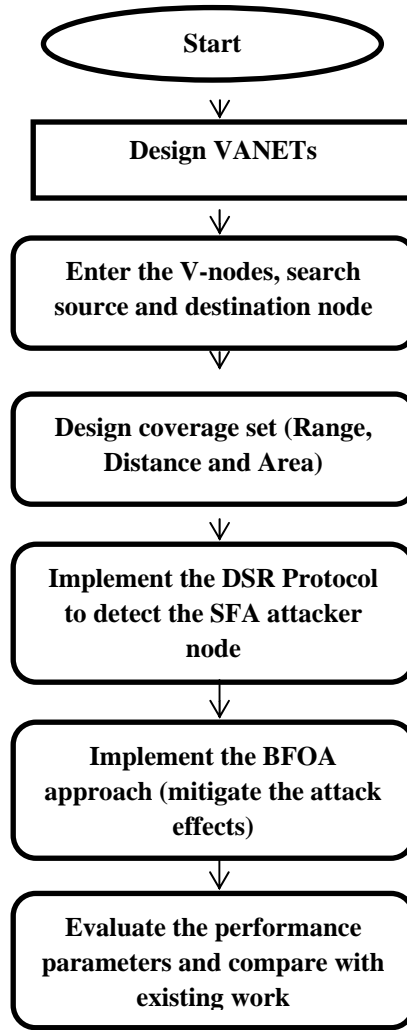 Start
Design VANETs
Enter the V-nodes, search
source and destination node
Design coverage set (Range,
Distance and Area)
Implement the DSR Protocol
to detect the SFA attacker
node
Implement the BFOA
approach (mitigate the attack
effects)
Evaluate the performance
parameters and compare with
existing work